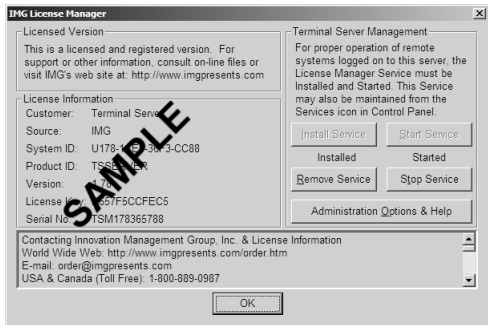 IMG License Manager
Licensed Version
This is a licensed and registered version. For
support or other information, consult on-line files or
visit IMG's web site at: http://www.imgpresents.com
License Information
Customer: Terminal Server
Source: IMG
System ID: CC88
Product ID:
Version:
License Key:
Serial No: TSM178365788
SAMPLE
Terminal Server Management
For proper operation of remote
systems logged on to this server, the
License Manager Service must be
Installed and Started. This Service
may also be maintained from the
Services icon in Control Panel.
Install Service Start Service
Installed Started
Remove Service Stop Service
Administration Options & Help
Contacting Innovation Management Group, Inc. & License Information
World Wide Web: http://www.imgpresents.com/order.htm
E-mail: order@imgpresents.com
USA & Canada (Toll Free): 1-800-889-0987
OK